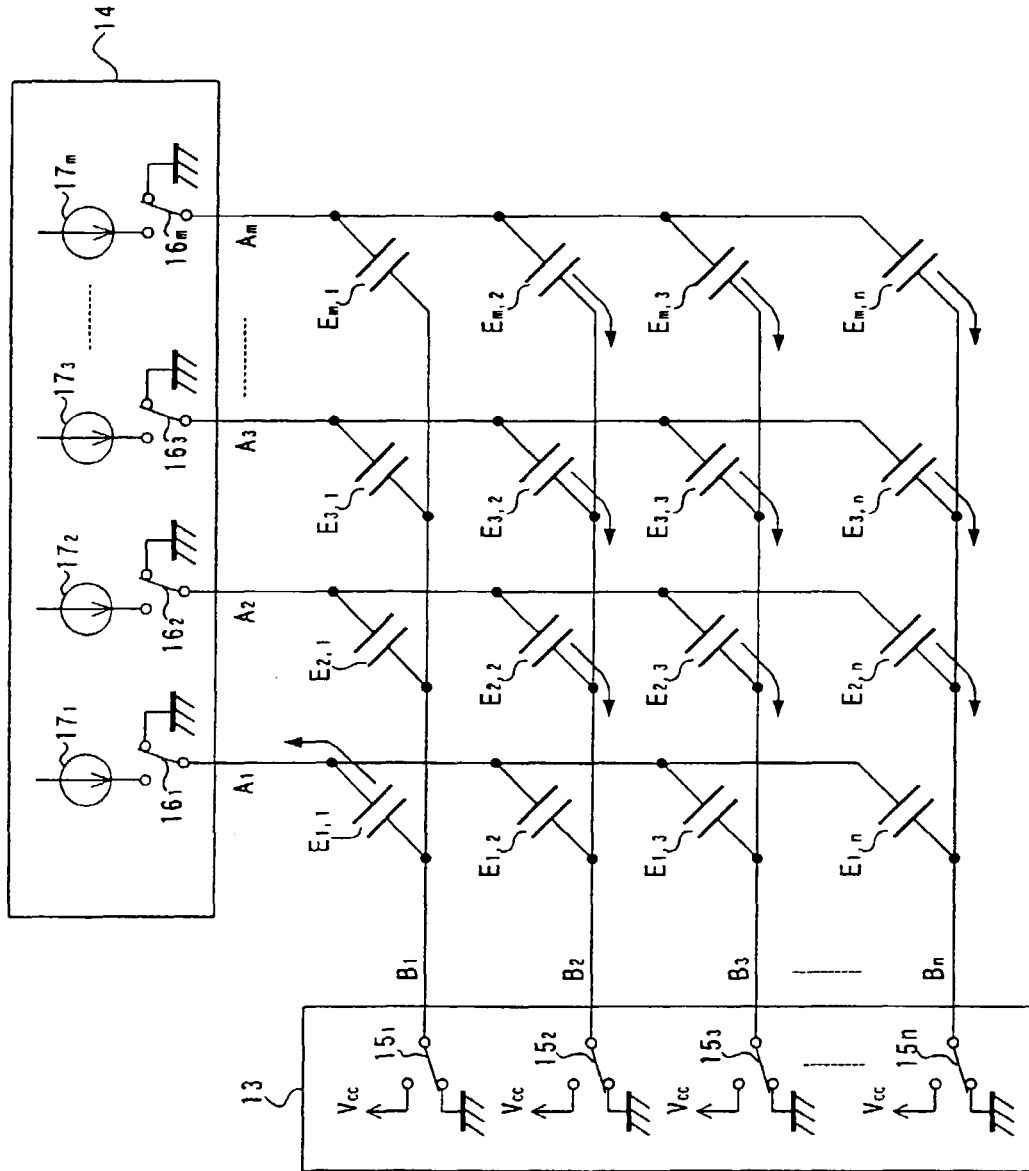 14
17₁ 17₂ 17₃ 17m
16₁ 16₂ 16₃ 16m
A₁ A₂ A₃ Am
E₁,₁ E₂,₁ E₃,₁ Em,₁
E₁,₂ E₂,₂ E₃,₂ Em,₂
E₁,₃ E₂,₃ E₃,₃ Em,₃
E₁,n E₂,n E₃,n Em,n
B₁ B₂ B₃ Bn
13
15₁ 15₂ 15₃ 15n
Vcc Vcc Vcc Vcc